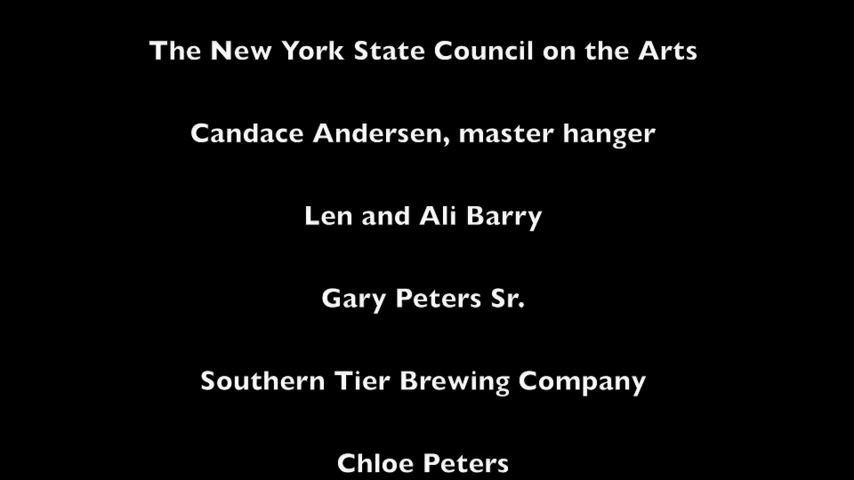 The New York State Council on the Arts
Candace Andersen, master hanger
Len and Ali Barry
Gary Peters Sr.
Southern Tier Brewing Company
Chloe Peters